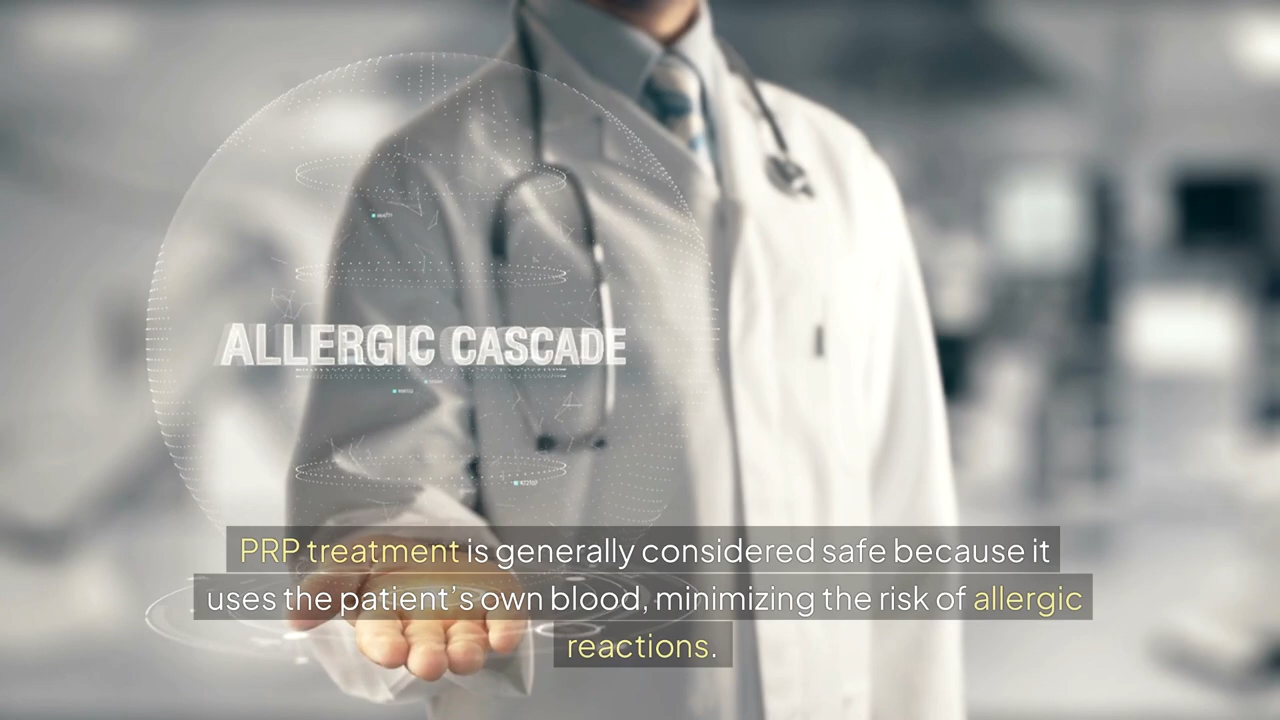 ALLERGIC CASCADE
PRP treatment is generally considered safe because it
uses the patient’s own blood, minimizing the risk of allergic
reactions.